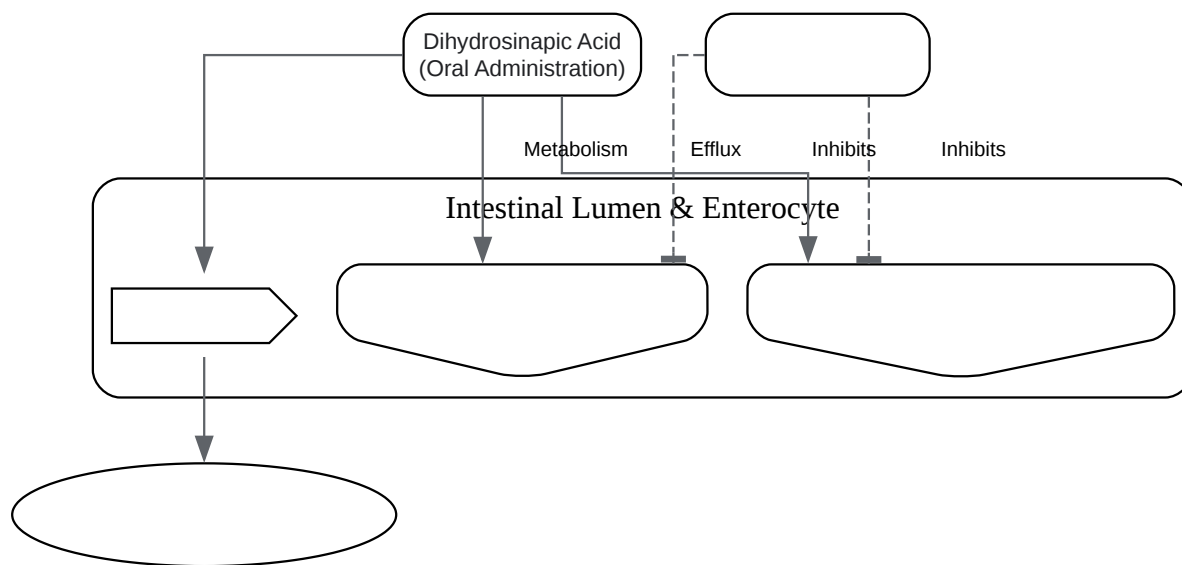 Dihydrosinapic Acid
(Oral Administration)
Metabolism
Efflux
Inhibits
Inhibits
Intestinal Lumen & Enterocyte